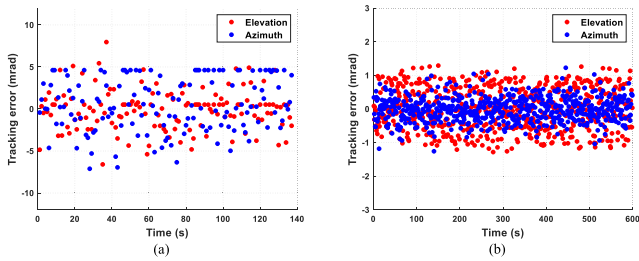 10
5
0
-5
-10
Tracking error (mrad)
Elevation
Azimuth
0 20 40 60 80 100 120 140
Time (s)
(a)
3
2
1
0
-1
-2
-3
Tracking error (mrad)
Elevation
Azimuth
0 100 200 300 400 500 600
Time (s)
(b)